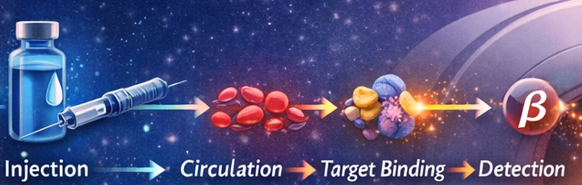 β
Injection → Circulation → Target Binding → Detection